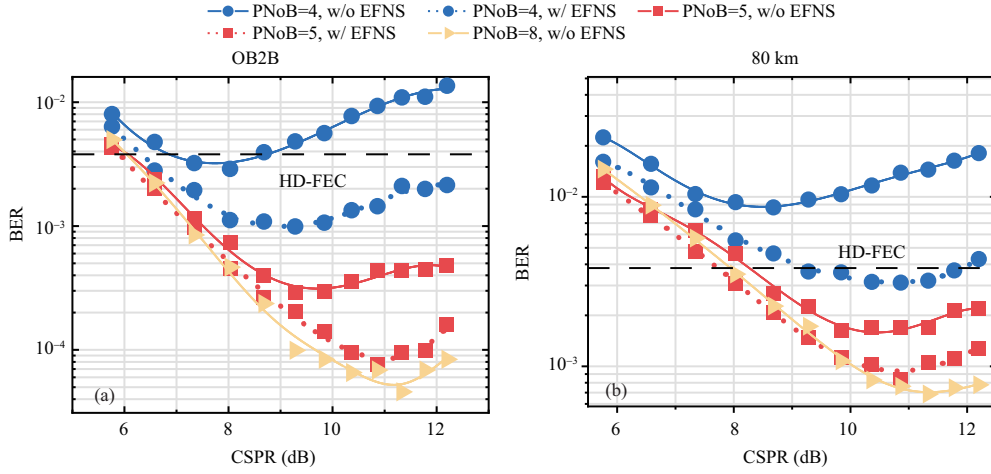 PNoB=4, w/o EFNS PNoB=4, w/ EFNS PNoB=5, w/o EFNS
PNoB=5, w/ EFNS PNoB=8, w/o EFNS
OB2B
10⁻²
10⁻³
10⁻⁴
BER
HD-FEC
(a)
6 8 10 12
CSPR (dB)
80 km
10⁻²
10⁻³
BER
HD-FEC
(b)
6 8 10 12
CSPR (dB)